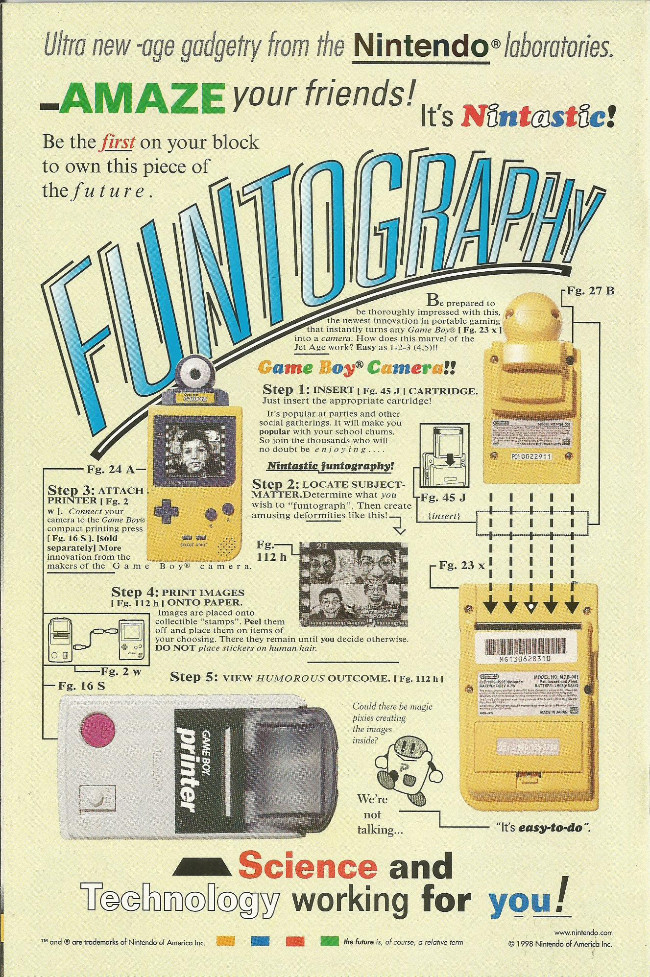 Ultra new -age gadgetry from the Nintendo® laboratories.
AMAZE your friends!
It's Nintastic!
Be the first on your block
to own this piece of
the future.
FUNTOGRAPHY
Be prepared to
be thoroughly impressed with this,
the newest innovation in portable gaming
that instantly turns any Game Boy® [ Fg. 23 x ]
into a camera. How does this marvel of the
Jet Age work? Easy as 1-2-3 (4,5)!!
Fg. 27 B
Game Boy® Camera!!
Step 1: INSERT [ Fg. 45 J ] CARTRIDGE.
Just insert the appropriate cartridge!
It's popular at parties and other
social gatherings. It will make you
popular with your school chums.
So join the thousands who will
no doubt be enjoying....
Nintastic funtography!
Step 2: LOCATE SUBJECT-
MATTER.Determine what you
wish to "funtograph". Then create
amusing deformities like this!
Fg. 24 A
Step 3: ATTACH
PRINTER [ Fg. 2
w ]. Connect your
camera to the Game Boy®
compact printing press
[ Fg. 16 S ]. [sold
separately] More
innovation from the
makers of the Game Boy® camera.
Fg. 45 J
(insert)
Fg.
112 h
Fg. 23 x
Step 4: PRINT IMAGES
[ Fg. 112 h ] ONTO PAPER.
Images are placed onto
collectible "stamps". Peel them
off and place them on items of
your choosing. There they remain until you decide otherwise.
DO NOT place stickers on human hair.
Fg. 2 w
Fg. 16 S
Step 5: VIEW HUMOROUS OUTCOME. [ Fg. 112 h ]
Could there be magic
pixies creating
the images
inside?
We're
not
talking...
"It's easy-to-do".
GAME BOY
printer
MG13062831D
MODEL NO. MGB-001
Science and
Technology working for you!
www.nintendo.com
™ and ® are trademarks of Nintendo of America Inc.
the future is, of course, a relative term
© 1998 Nintendo of America Inc.